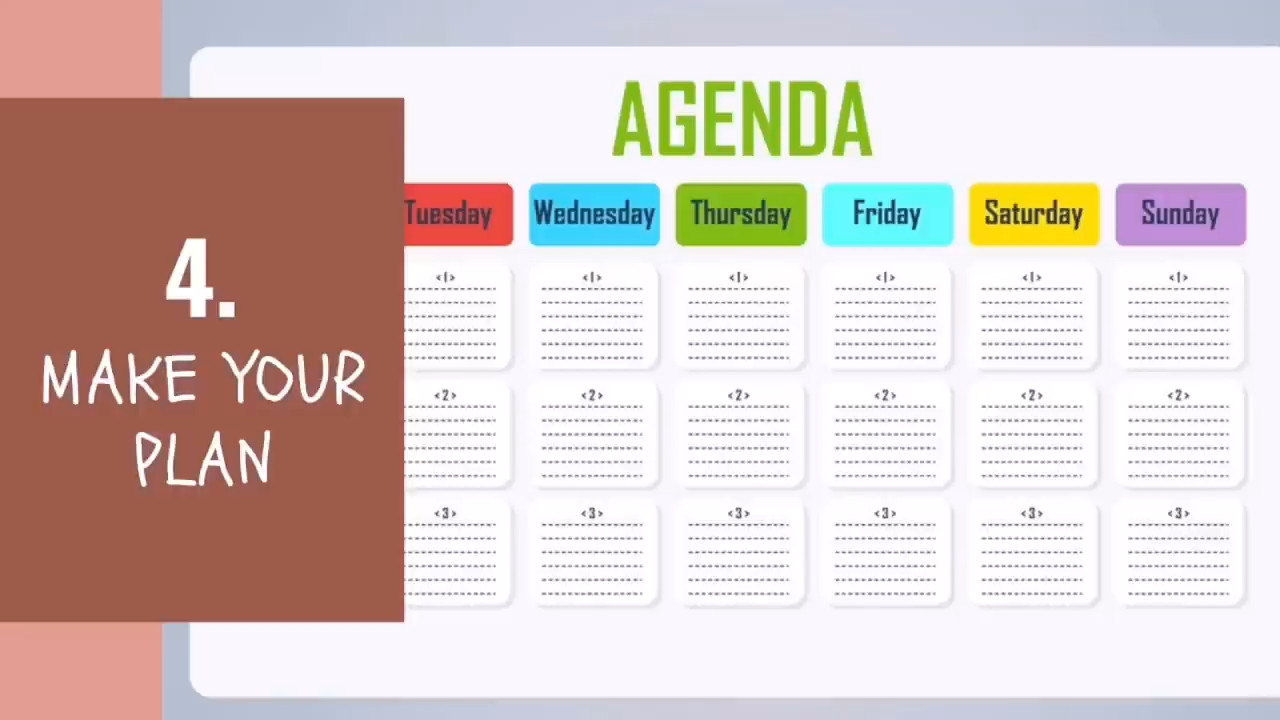 4.
MAKE YOUR
PLAN
AGENDA
Tuesday Wednesday Thursday Friday Saturday Sunday
<1> <1> <1> <1> <1> <1>
<2> <2> <2> <2> <2> <2>
<3> <3> <3> <3> <3> <3>